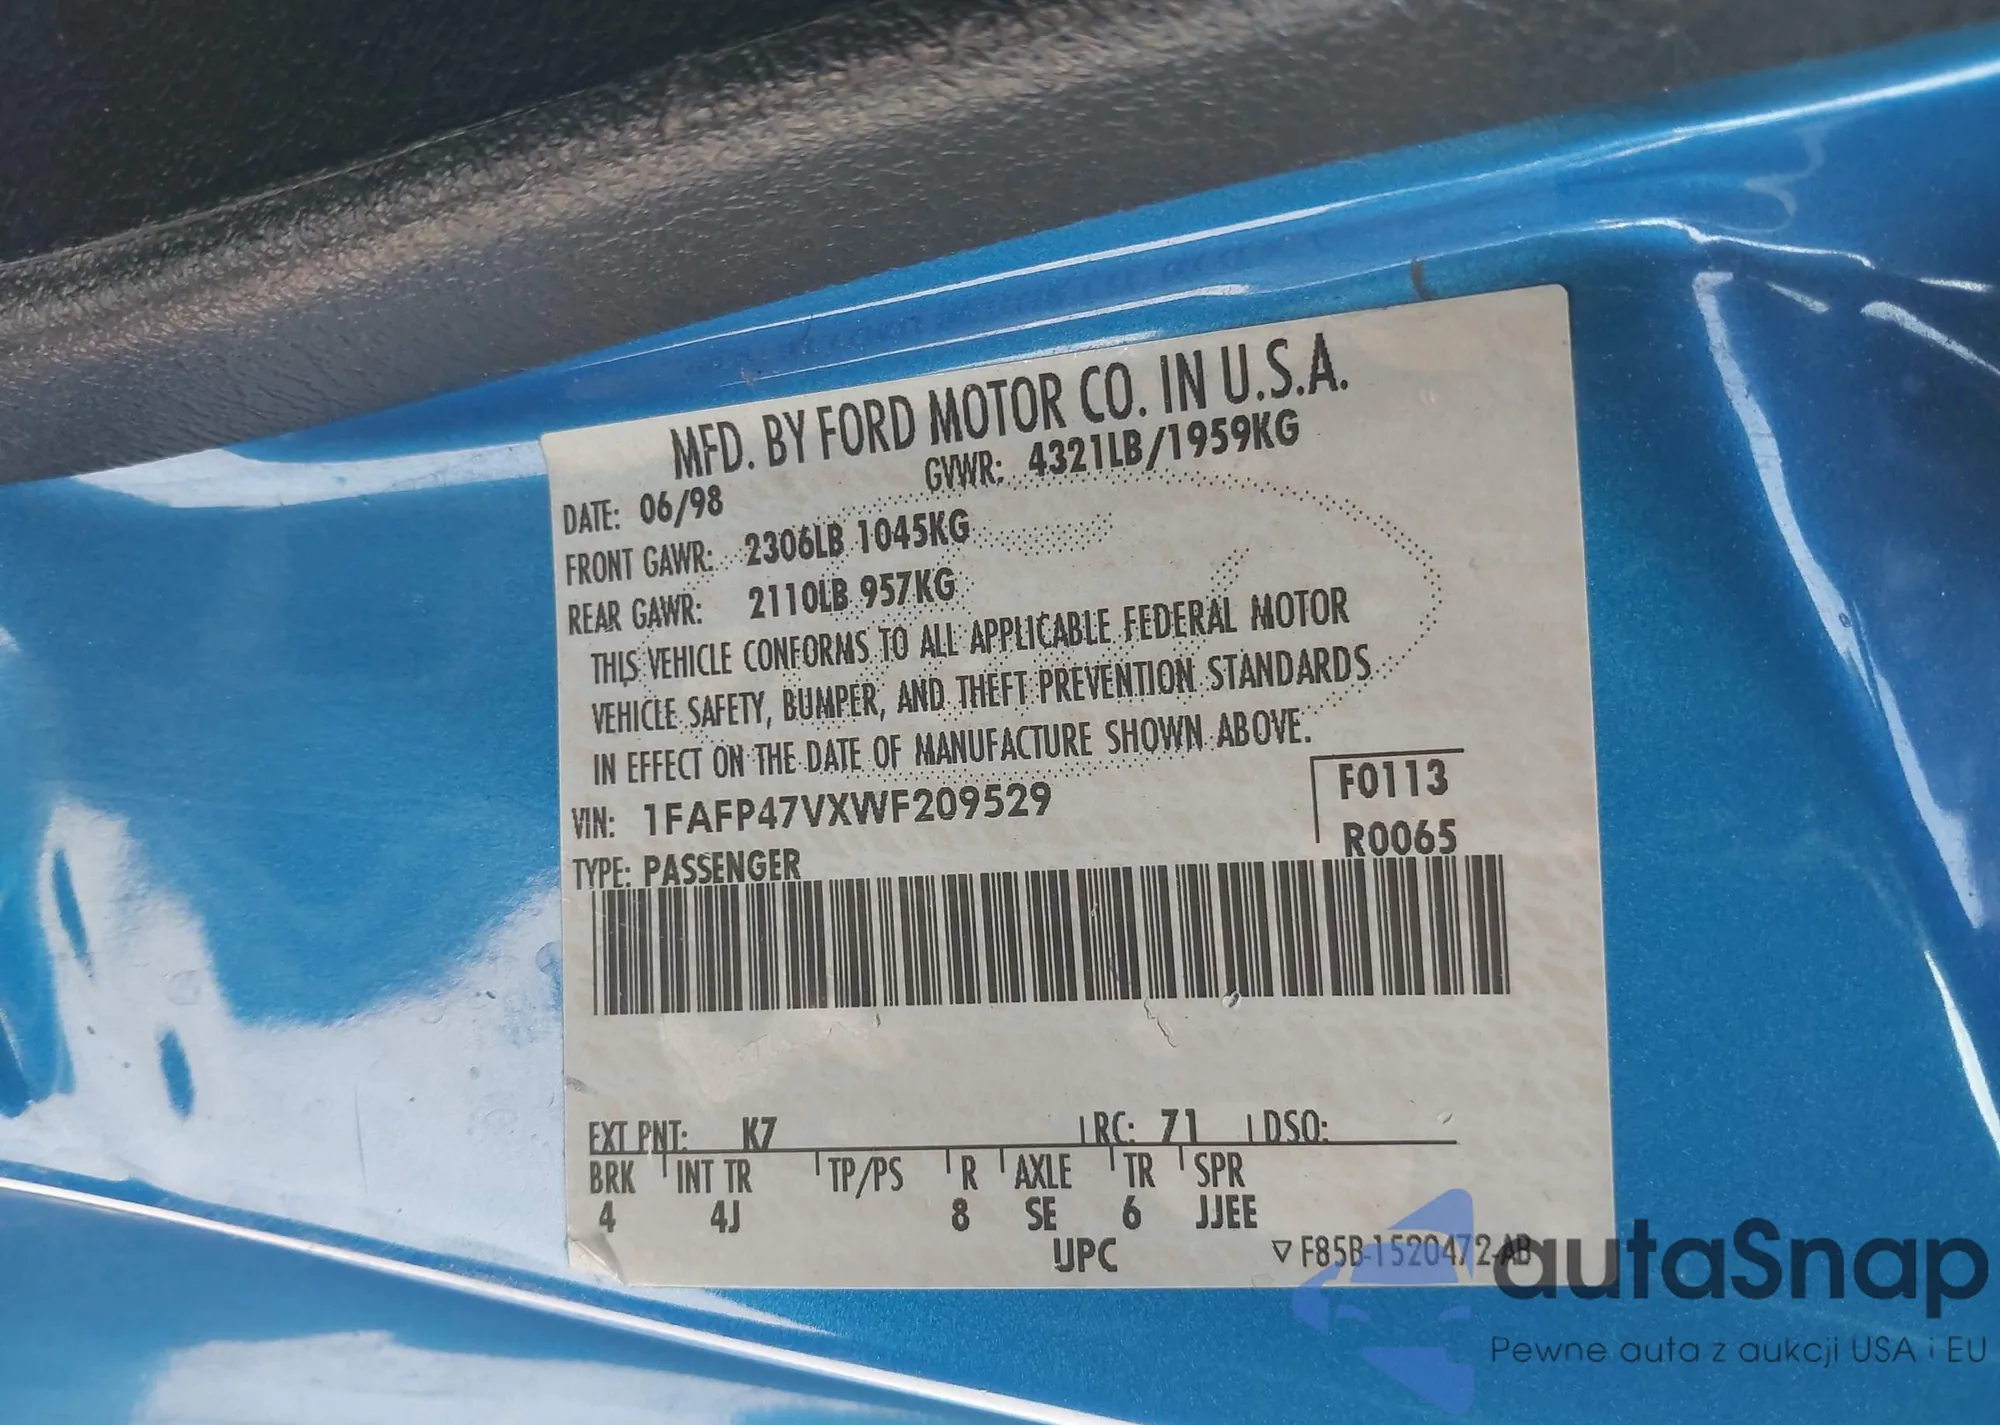 MFD. BY FORD MOTOR CO. IN U.S.A.
DATE: 06/98 GVWR: 4321LB/1959KG
FRONT GAWR: 2306LB 1045KG
REAR GAWR: 2110LB 957KG
THIS VEHICLE CONFORMS TO ALL APPLICABLE FEDERAL MOTOR
VEHICLE SAFETY, BUMPER, AND THEFT PREVENTION STANDARDS
IN EFFECT ON THE DATE OF MANUFACTURE SHOWN ABOVE.
VIN: 1FAFP47VXWF209529 F0113
TYPE: PASSENGER R0065
EXT PNT: K7 RC: 71 DSO:
BRK INT TR TP/PS R AXLE TR SPR
4 4J 8 SE 6 JJEE
UPC ▽ F85B-1520472-AB
autaSnap
Pewne auta z aukcji USA i EU